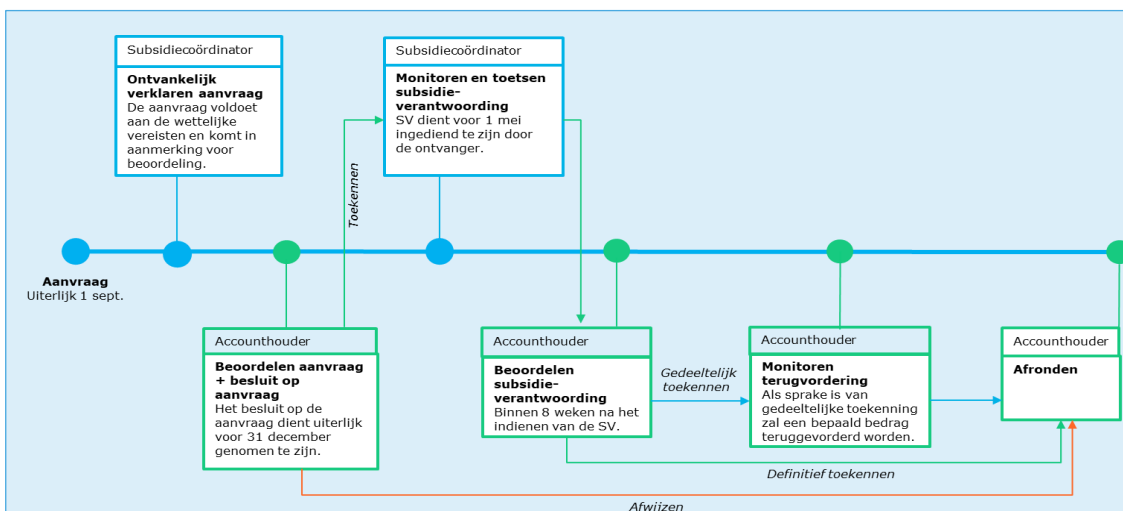 Subsidiecoördinator
Ontvankelijk
verklaren aanvraag
De aanvraag voldoet
aan de wettelijke
vereisten en komt in
aanmerking voor
beoordeling.
Subsidiecoördinator
Monitoren en toetsen
subsidie-
verantwoording
SV dient voor 1 mei
ingediend te zijn door
de ontvanger.
Toekennen
Aanvraag
Uiterlijk 1 sept.
Accounthouder
Beoordelen aanvraag
+ besluit op
aanvraag
Het besluit op de
aanvraag dient uiterlijk
voor 31 december
genomen te zijn.
Accounthouder
Beoordelen
subsidie-
verantwoording
Binnen 8 weken na het
indienen van de SV.
Gedeeltelijk
toekennen
Accounthouder
Monitoren
terugvordering
Als sprake is van
gedeeltelijke toekenning
zal een bepaald bedrag
teruggevorderd worden.
Accounthouder
Afronden
Definitief toekennen
Afwijzen